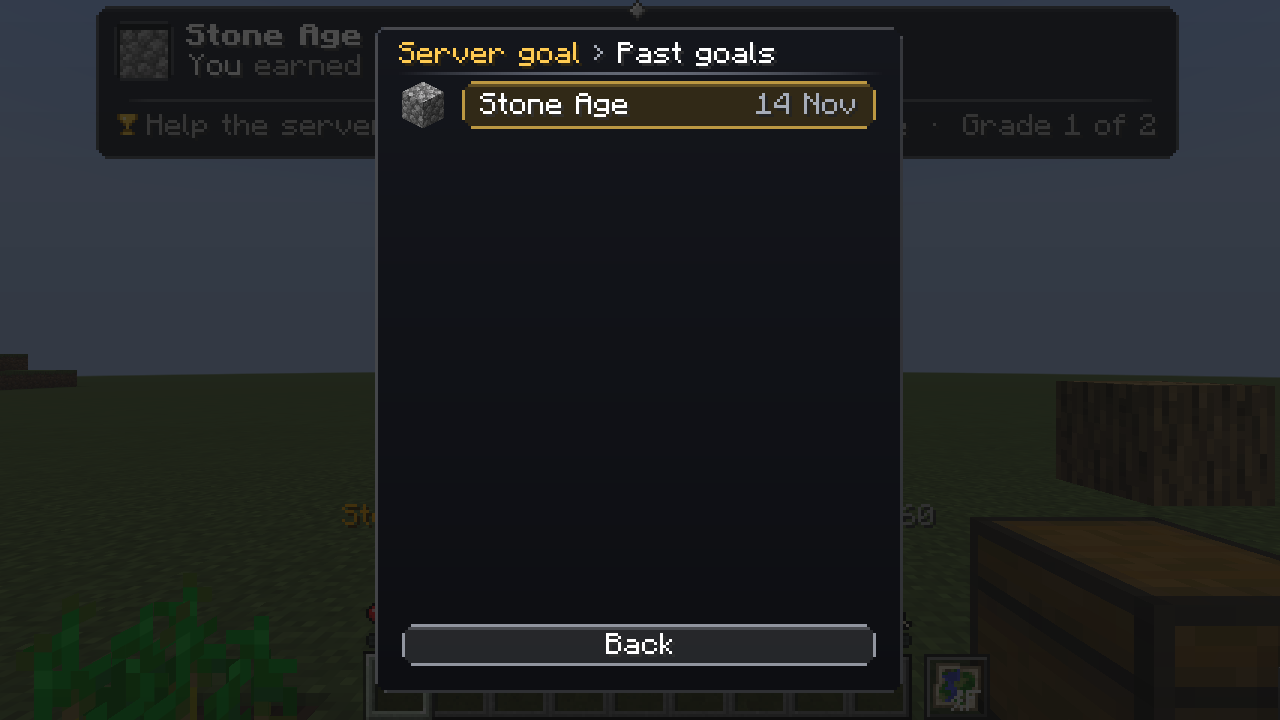 Stone Age
You earned
Server goal > Past goals
Stone Age 14 Nov
Help the server
· Grade 1 of 2
60
Back